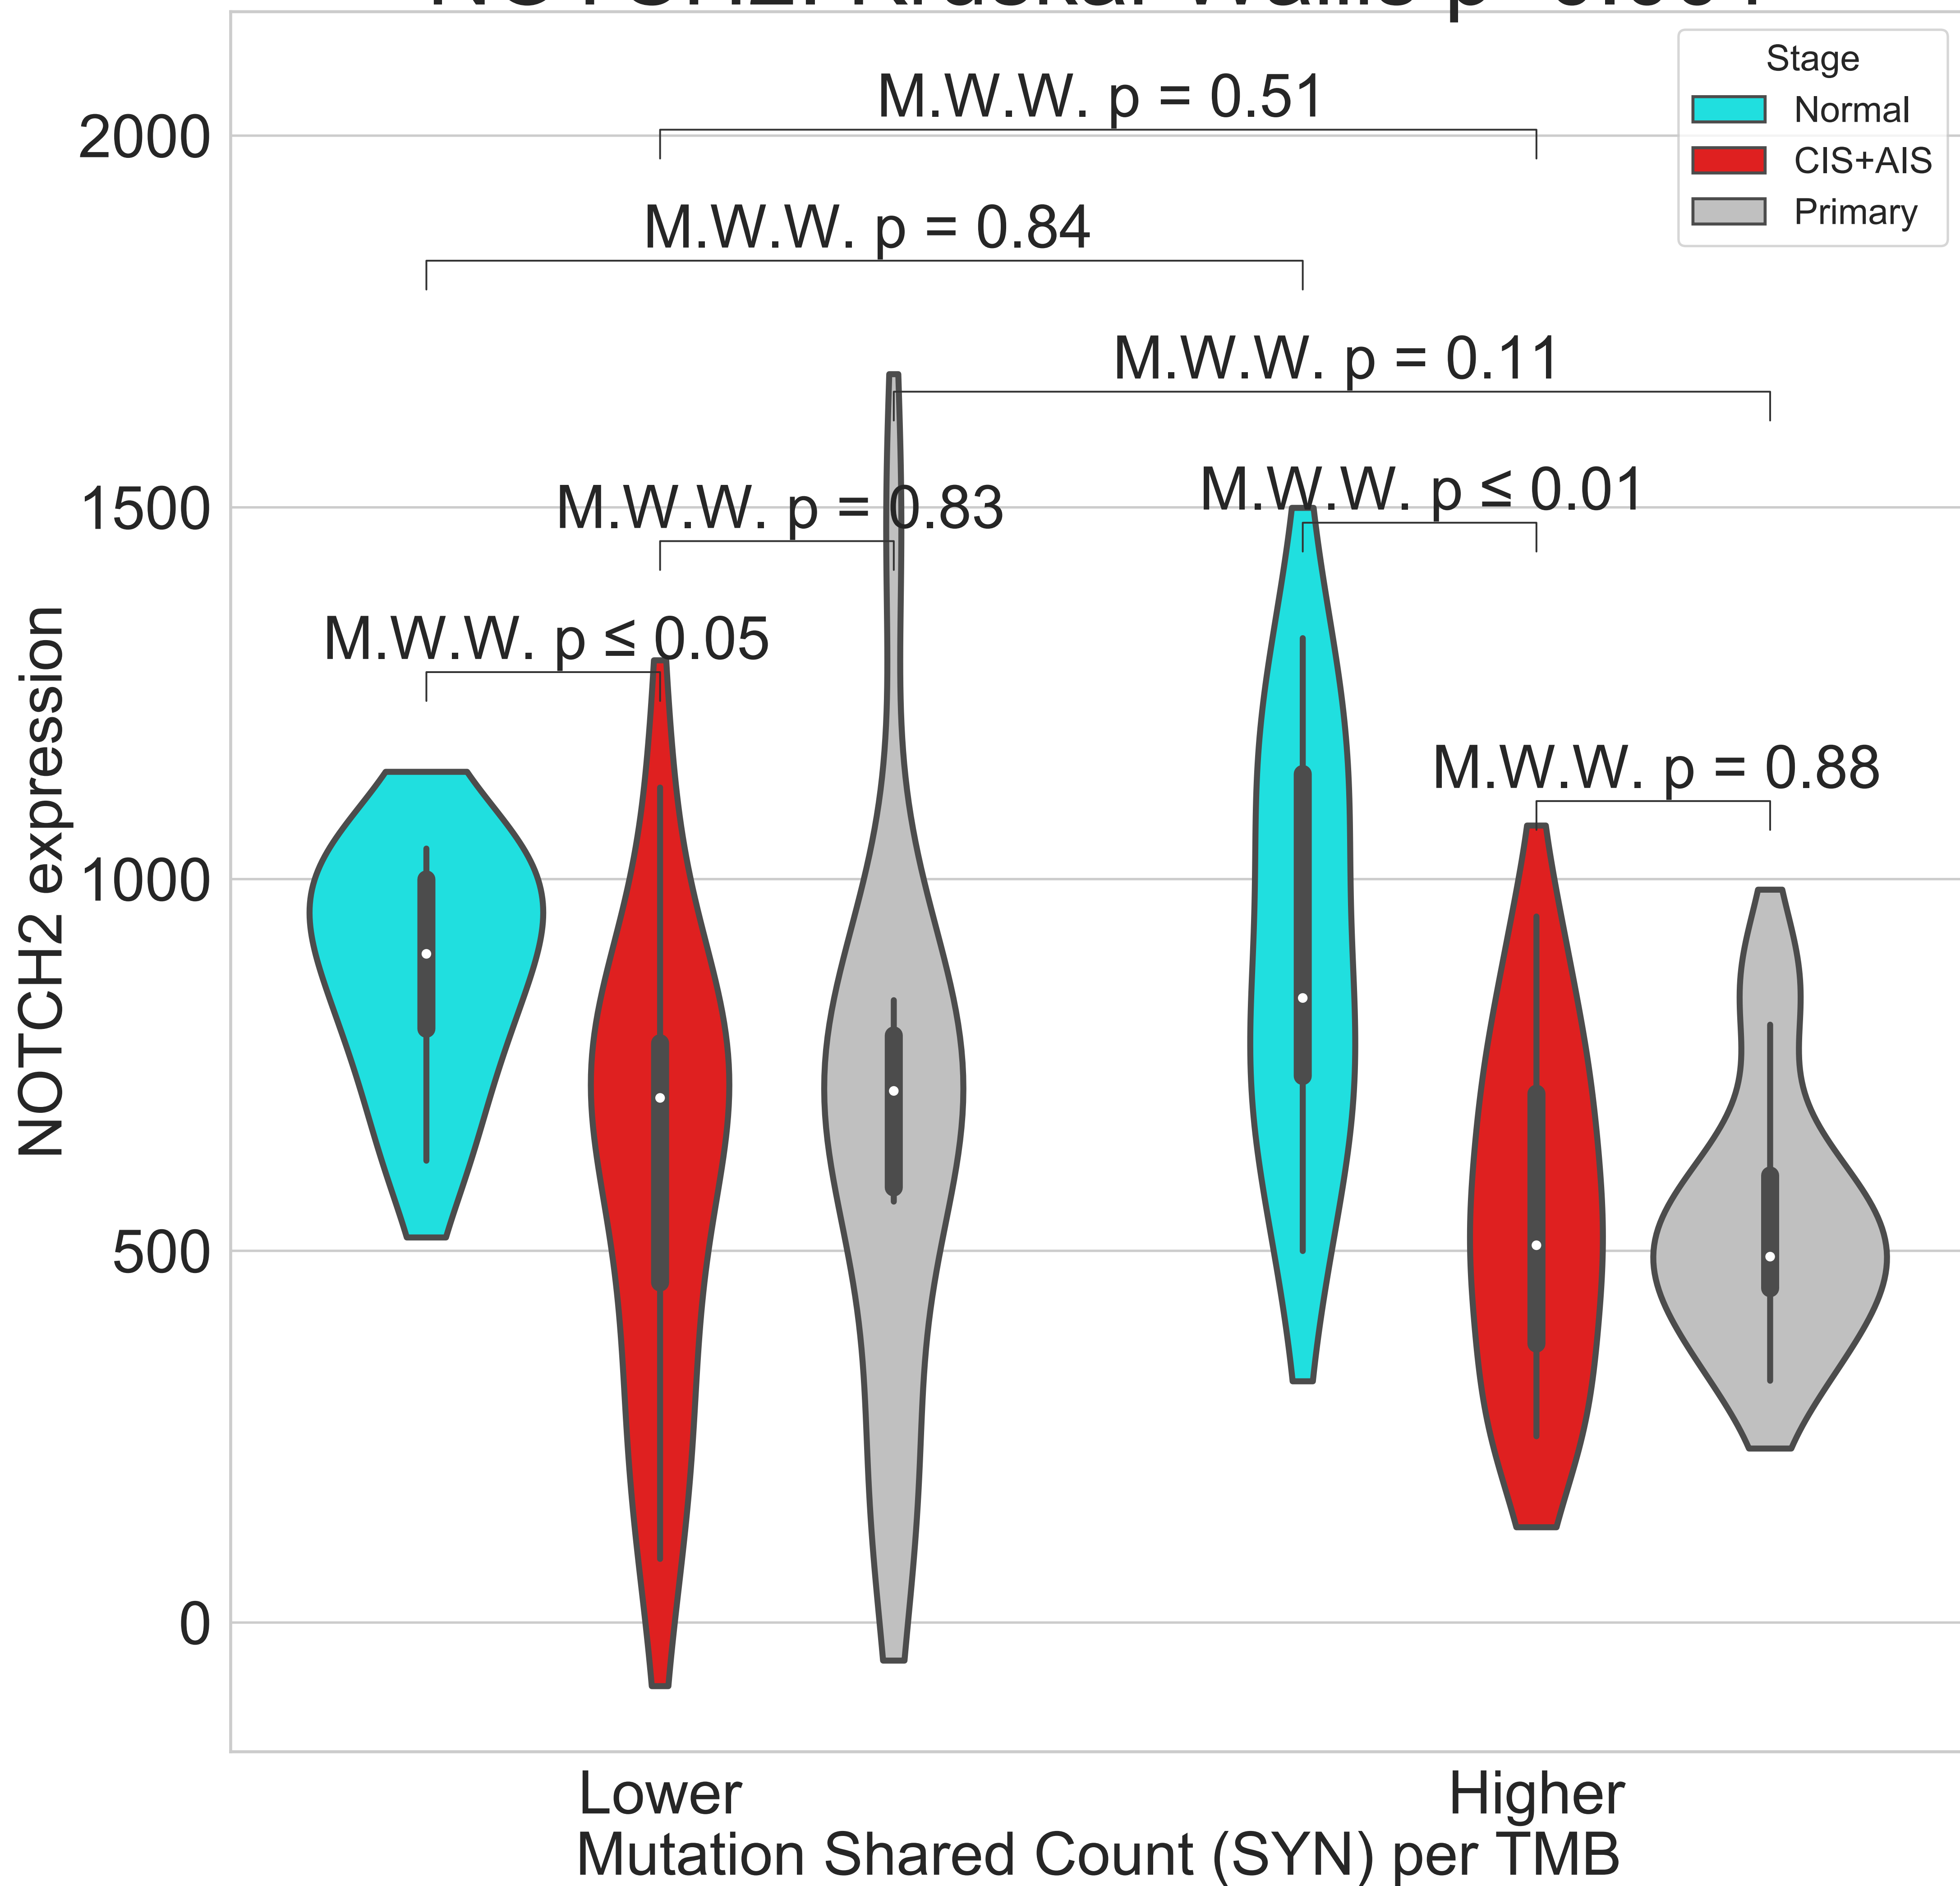 Stage
Normal
CIS+AIS
Primary
M.W.W. p = 0.51
M.W.W. p = 0.84
M.W.W. p = 0.11
M.W.W. p = 0.83
M.W.W. p ≤ 0.01
M.W.W. p ≤ 0.05
M.W.W. p = 0.88
2000
1500
1000
500
0
NOTCH2 expression
Lower
Higher
Mutation Shared Count (SYN) per TMB